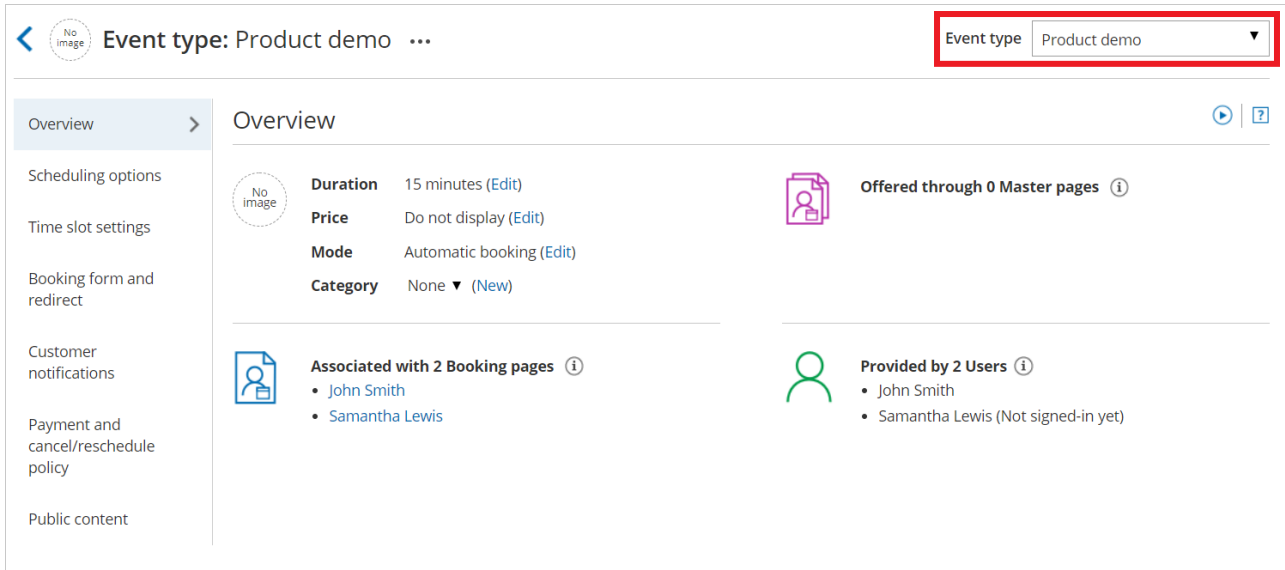 No image
Event type: Product demo ...
Event type Product demo ▼
Overview
Scheduling options
Time slot settings
Booking form and
redirect
Customer
notifications
Payment and
cancel/reschedule
policy
Public content
Overview
?
No image
Duration 15 minutes (Edit)
Price Do not display (Edit)
Mode Automatic booking (Edit)
Category None ▼ (New)
Offered through 0 Master pages i
Associated with 2 Booking pages i
• John Smith
• Samantha Lewis
Provided by 2 Users i
• John Smith
• Samantha Lewis (Not signed-in yet)